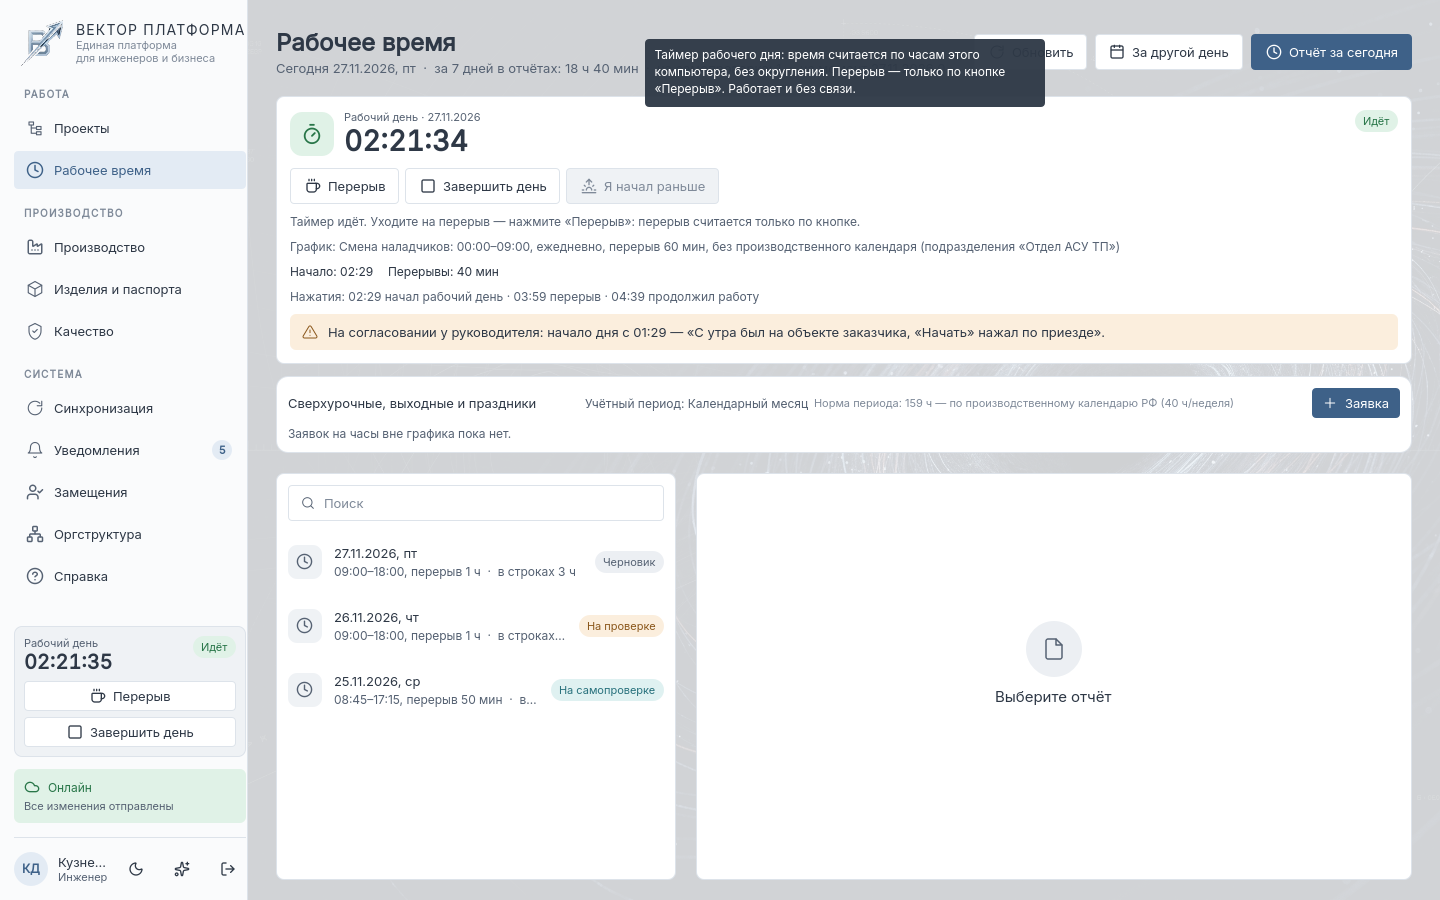 ВЕКТОР ПЛАТФОРМА
Единая платформа
для инженеров и бизнеса
РАБОТА
Проекты
Рабочее время
ПРОИЗВОДСТВО
Производство
Изделия и паспорта
Качество
СИСТЕМА
Синхронизация
Уведомления 5
Замещения
Оргструктура
Справка
Рабочий день
Идёт
02:21:35
Перерыв
Завершить день
Онлайн
Все изменения отправлены
КД
Кузне...
Инженер
Рабочее время
Сегодня 27.11.2026, пт · за 7 дней в отчётах: 18 ч 40 мин
Таймер рабочего дня: время считается по часам этого
компьютера, без округления. Перерыв — только по кнопке
«Перерыв». Работает и без связи.
За другой день
Отчёт за сегодня
Рабочий день · 27.11.2026
02:21:34
Идёт
Перерыв
Завершить день
Я начал раньше
Таймер идёт. Уходите на перерыв — нажмите «Перерыв»: перерыв считается только по кнопке.
График: Смена наладчиков: 00:00–09:00, ежедневно, перерыв 60 мин, без производственного календаря (подразделения «Отдел АСУ ТП»)
Начало: 02:29 Перерывы: 40 мин
Нажатия: 02:29 начал рабочий день · 03:59 перерыв · 04:39 продолжил работу
На согласовании у руководителя: начало дня с 01:29 — «С утра был на объекте заказчика, «Начать» нажал по приезде».
Сверхурочные, выходные и праздники
Учётный период: Календарный месяц Норма периода: 159 ч — по производственному календарю РФ (40 ч/неделя)
Заявка
Заявок на часы вне графика пока нет.
Поиск
27.11.2026, пт
09:00–18:00, перерыв 1 ч · в строках 3 ч
Черновик
26.11.2026, чт
09:00–18:00, перерыв 1 ч · в строках...
На проверке
25.11.2026, ср
08:45–17:15, перерыв 50 мин · в...
На самопроверке
Выберите отчёт